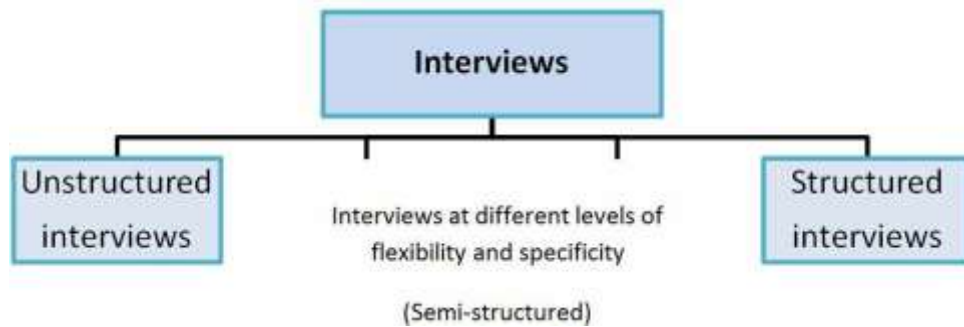 Interviews
Unstructured
interviews
Interviews at different levels of
flexibility and specificity
(Semi-structured)
Structured
interviews